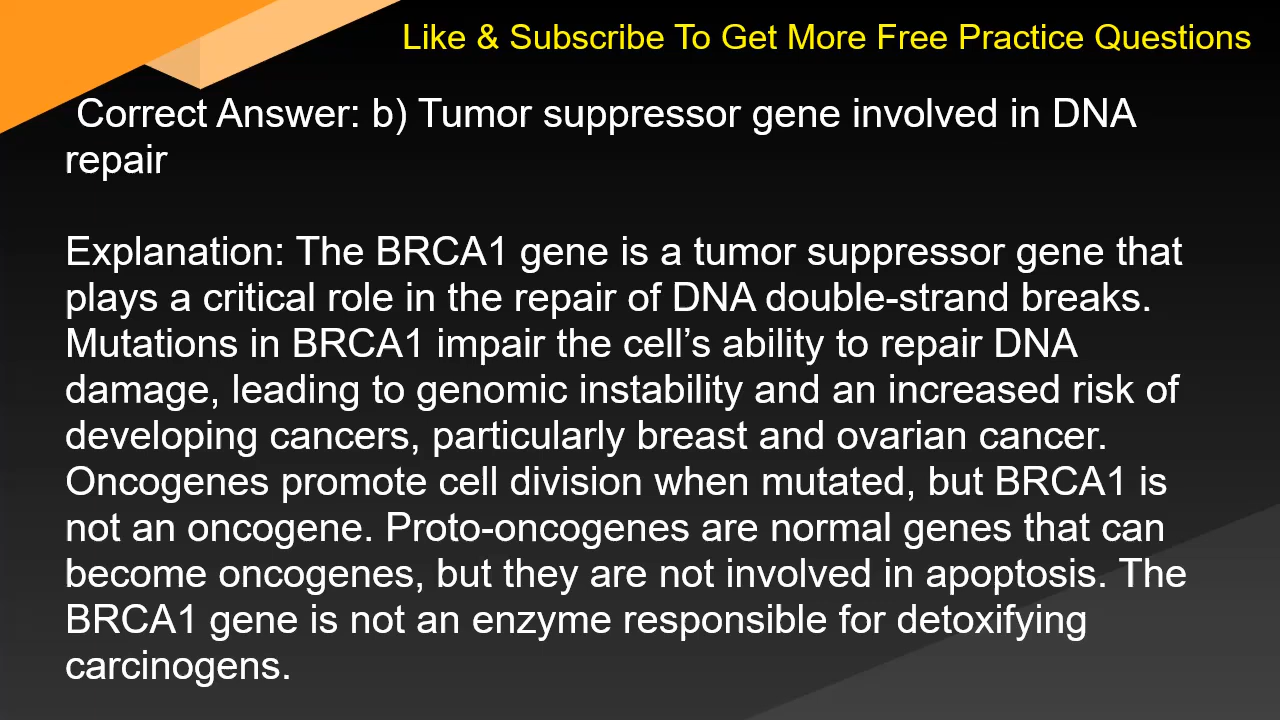 Like & Subscribe To Get More Free Practice Questions
Correct Answer: b) Tumor suppressor gene involved in DNA
repair
Explanation: The BRCA1 gene is a tumor suppressor gene that
plays a critical role in the repair of DNA double-strand breaks.
Mutations in BRCA1 impair the cell’s ability to repair DNA
damage, leading to genomic instability and an increased risk of
developing cancers, particularly breast and ovarian cancer.
Oncogenes promote cell division when mutated, but BRCA1 is
not an oncogene. Proto-oncogenes are normal genes that can
become oncogenes, but they are not involved in apoptosis. The
BRCA1 gene is not an enzyme responsible for detoxifying
carcinogens.